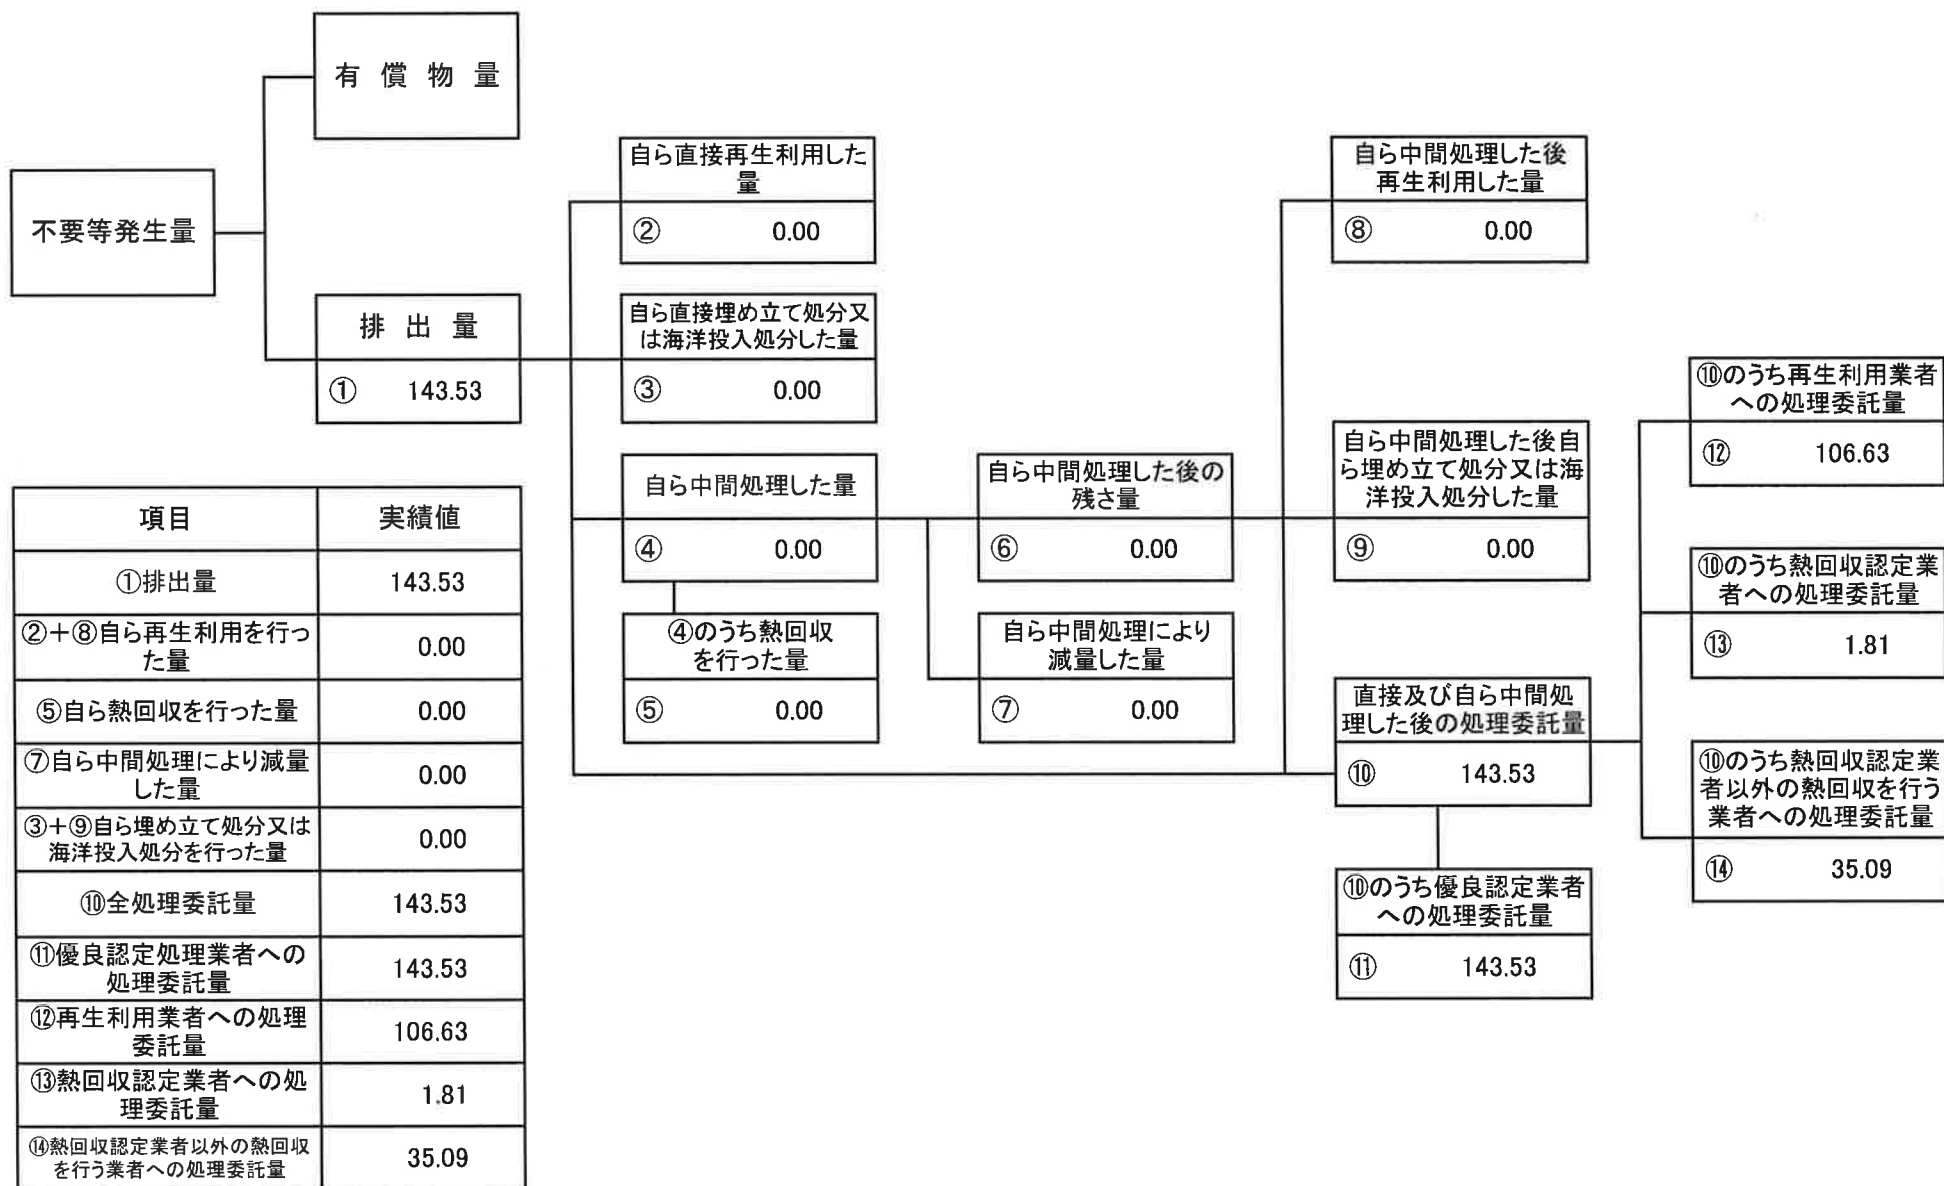 有 償 物 量
不要等発生量
排 出 量
① 143.53
自ら直接再生利用した
量
② 0.00
自ら直接埋め立て処分又
は海洋投入処分した量
③ 0.00
自ら中間処理した量
④ 0.00
④のうち熱回収
を行った量
⑤ 0.00
自ら中間処理した後の
残さ量
⑥ 0.00
自ら中間処理により
減量した量
⑦ 0.00
自ら中間処理した後
再生利用した量
⑧ 0.00
自ら中間処理した後自
ら埋め立て処分又は海
洋投入処分した量
⑨ 0.00
直接及び自ら中間処
理した後の処理委託量
⑩ 143.53
⑩のうち優良認定業者
への処理委託量
⑪ 143.53
⑩のうち再生利用業者
への処理委託量
⑫ 106.63
⑩のうち熱回収認定業
者への処理委託量
⑬ 1.81
⑩のうち熱回収認定業
者以外の熱回収を行う
業者への処理委託量
⑭ 35.09
項目 実績値
①排出量 143.53
②+⑧自ら再生利用を行っ
た量 0.00
⑤自ら熱回収を行った量 0.00
⑦自ら中間処理により減量
した量 0.00
③+⑨自ら埋め立て処分又は
海洋投入処分を行った量 0.00
⑩全処理委託量 143.53
⑪優良認定処理業者への
処理委託量 143.53
⑫再生利用業者への処理
委託量 106.63
⑬熱回収認定業者への処
理委託量 1.81
⑭熱回収認定業者以外の熱回収
を行う業者への処理委託量 35.09